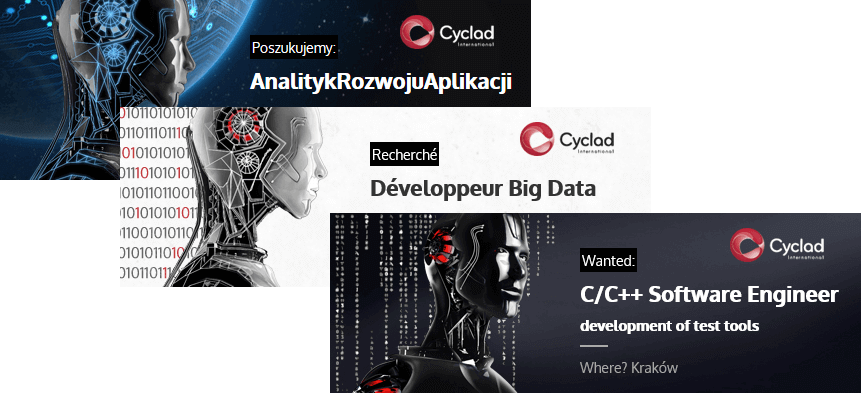 Cyclad
International
Poszukujemy:
AnalitykRozwojuAplikacji
Cyclad
International
Recherché
Développeur Big Data
Cyclad
International
Wanted:
C/C++ Software Engineer
development of test tools
Where? Kraków